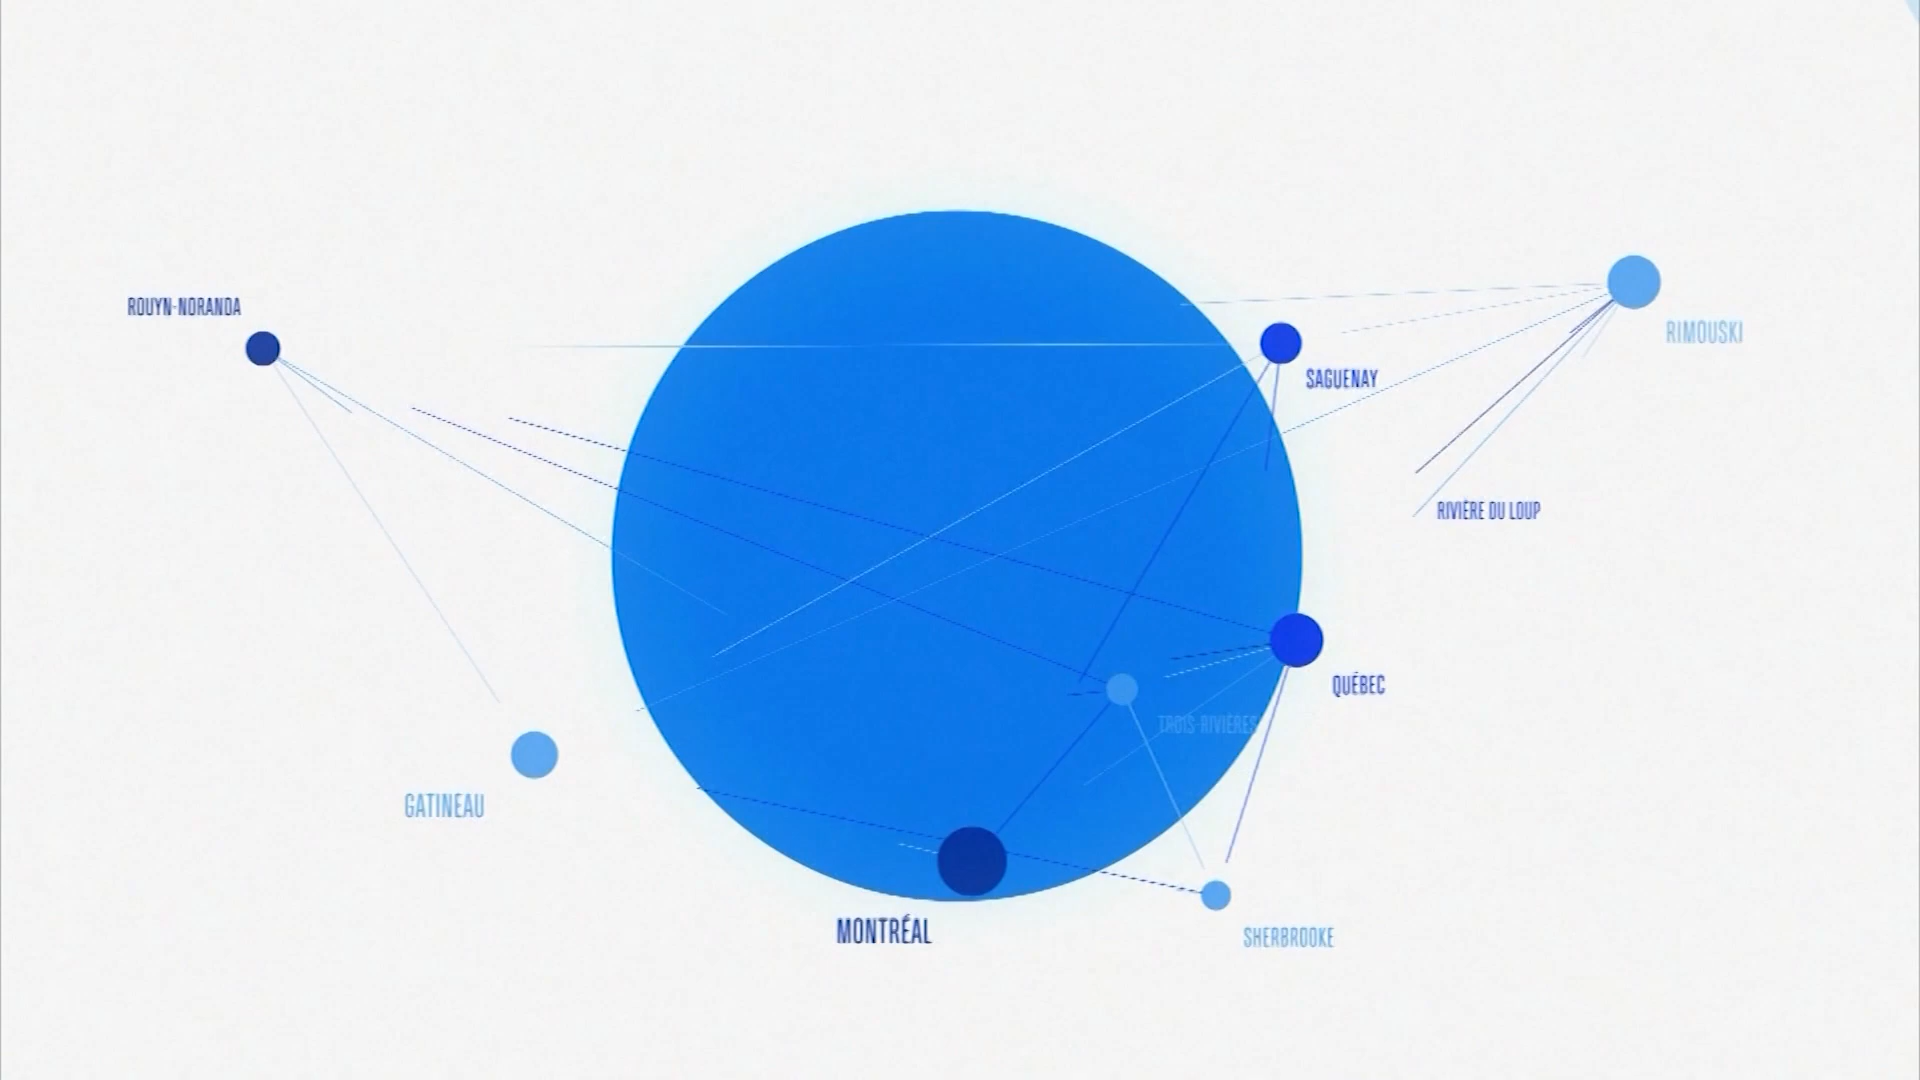 ROUYN-NORANDA
RIMOUSKI
SAGUENAY
RIVIÈRE DU LOUP
QUÉBEC
TROIS-RIVIÈRES
GATINEAU
MONTRÉAL
SHERBROOKE